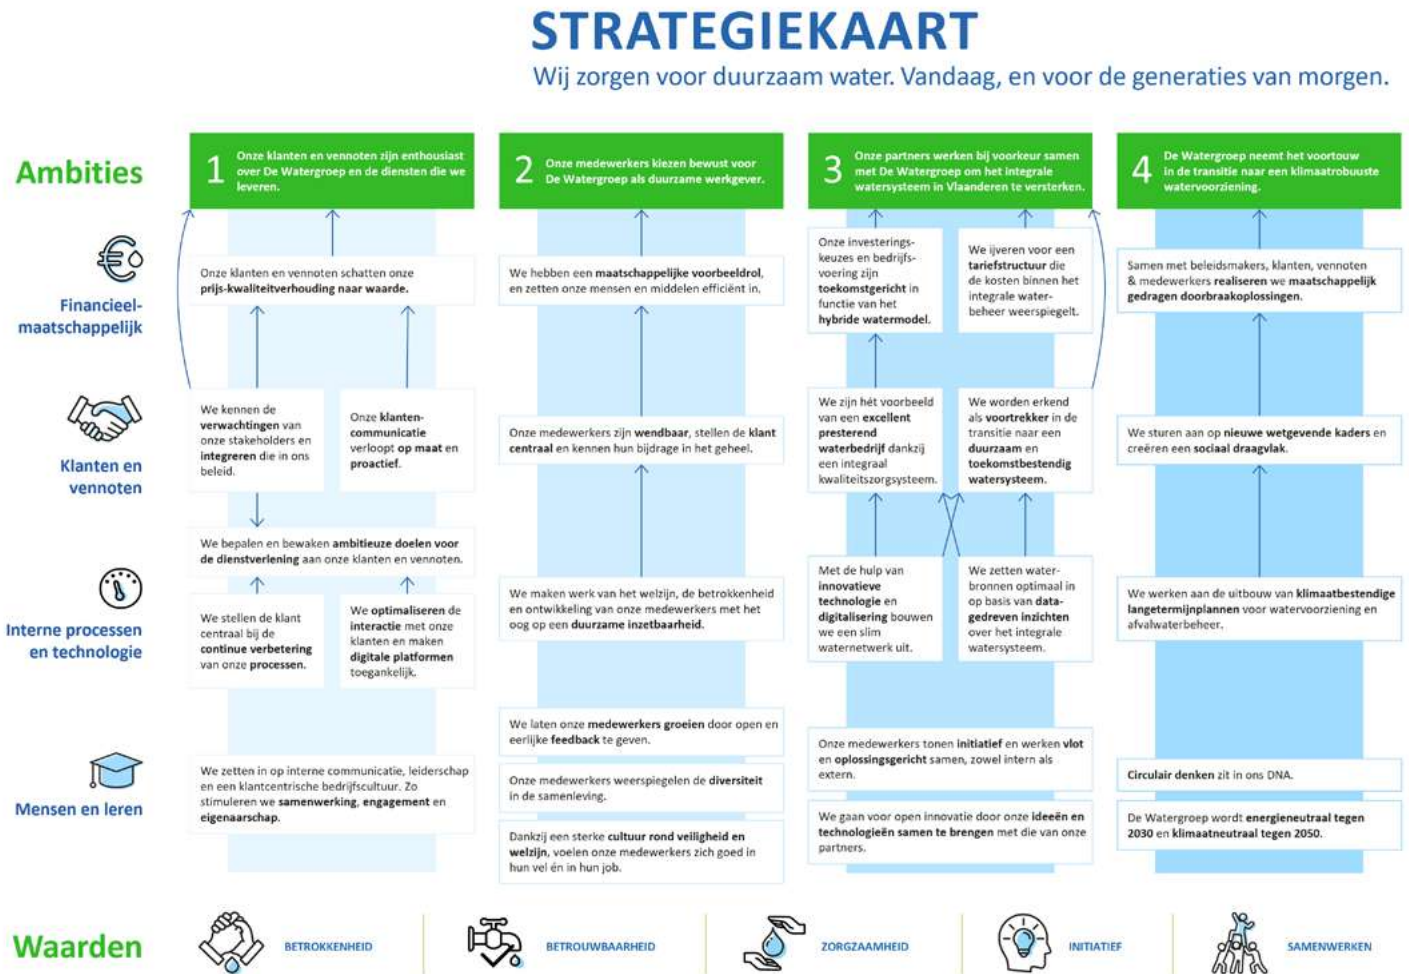 STRATEGIEKAART
Wij zorgen voor duurzaam water. Vandaag, en voor de generaties van morgen.
Ambities
1
Onze klanten en vennoten zijn enthousiast
over De Watergroep en de diensten die we
leveren.
2
Onze medewerkers kiezen bewust voor
De Watergroep als duurzame werkgever.
3
Onze partners werken bij voorkeur samen
met De Watergroep om het integrale
watersysteem in Vlaanderen te versterken.
4
De Watergroep neemt het voortouw
in de transitie naar een klimaatrobuuste
watervoorziening.
Financieel-
maatschappelijk
Onze klanten en vennoten schatten onze
prijs-kwaliteitverhouding naar waarde.
We hebben een maatschappelijke voorbeeldrol,
en zetten onze mensen en middelen efficiënt in.
Onze investerings-
keuzes en bedrijfs-
voering zijn
toekomstgericht in
functie van het
hybride watermodel.
We ijveren voor een
tariefstructuur die
de kosten binnen het
integrale water-
beheer weerspiegelt.
Samen met beleidsmakers, klanten, vennoten
& medewerkers realiseren we maatschappelijk
gedragen doorbraakoplossingen.
Klanten en
vennoten
We kennen de
verwachtingen van
onze stakeholders en
integreren die in ons
beleid.
Onze klanten-
communicatie
verloopt op maat en
proactief.
Onze medewerkers zijn wendbaar, stellen de klant
centraal en kennen hun bijdrage in het geheel.
We zijn hét voorbeeld
van een excellent
presterend
waterbedrijf dankzij
een integraal
kwaliteitszorgsysteem.
We worden erkend
als voortrekker in de
transitie naar een
duurzaam en
toekomstbestendig
watersysteem.
We sturen aan op nieuwe wetgevende kaders en
creëren een sociaal draagvlak.
Interne processen
en technologie
We bepalen en bewaken ambitieuze doelen voor
de dienstverlening aan onze klanten en vennoten.
We stellen de klant
centraal bij de
continue verbetering
van onze processen.
We optimaliseren de
interactie met onze
klanten en maken
digitale platformen
toegankelijk.
We maken werk van het welzijn, de betrokkenheid
en ontwikkeling van onze medewerkers met het
oog op een duurzame inzetbaarheid.
Met de hulp van
innovatieve
technologie en
digitalisering bouwen
we een slim
waternetwerk uit.
We zetten water-
bronnen optimaal in
op basis van data-
gedreven inzichten
over het integrale
watersysteem.
We werken aan de uitbouw van klimaatbestendige
langetermijnplannen voor watervoorziening en
afvalwaterbeheer.
Mensen en leren
We zetten in op interne communicatie, leiderschap
en een klantcentrische bedrijfscultuur. Zo
stimuleren we samenwerking, engagement en
eigenaarschap.
We laten onze medewerkers groeien door open en
eerlijke feedback te geven.
Onze medewerkers weerspiegelen de diversiteit
in de samenleving.
Dankzij een sterke cultuur rond veiligheid en
welzijn, voelen onze medewerkers zich goed in
hun vel én in hun job.
Onze medewerkers tonen initiatief en werken vlot
en oplossingsgericht samen, zowel intern als
extern.
We gaan voor open innovatie door onze ideeën en
technologieën samen te brengen met die van onze
partners.
Circulair denken zit in ons DNA.
De Watergroep wordt energieneutraal tegen
2030 en klimaatneutraal tegen 2050.
Waarden
BETROKKENHEID
BETROUWBAARHEID
ZORGZAAMHEID
INITIATIEF
SAMENWERKEN